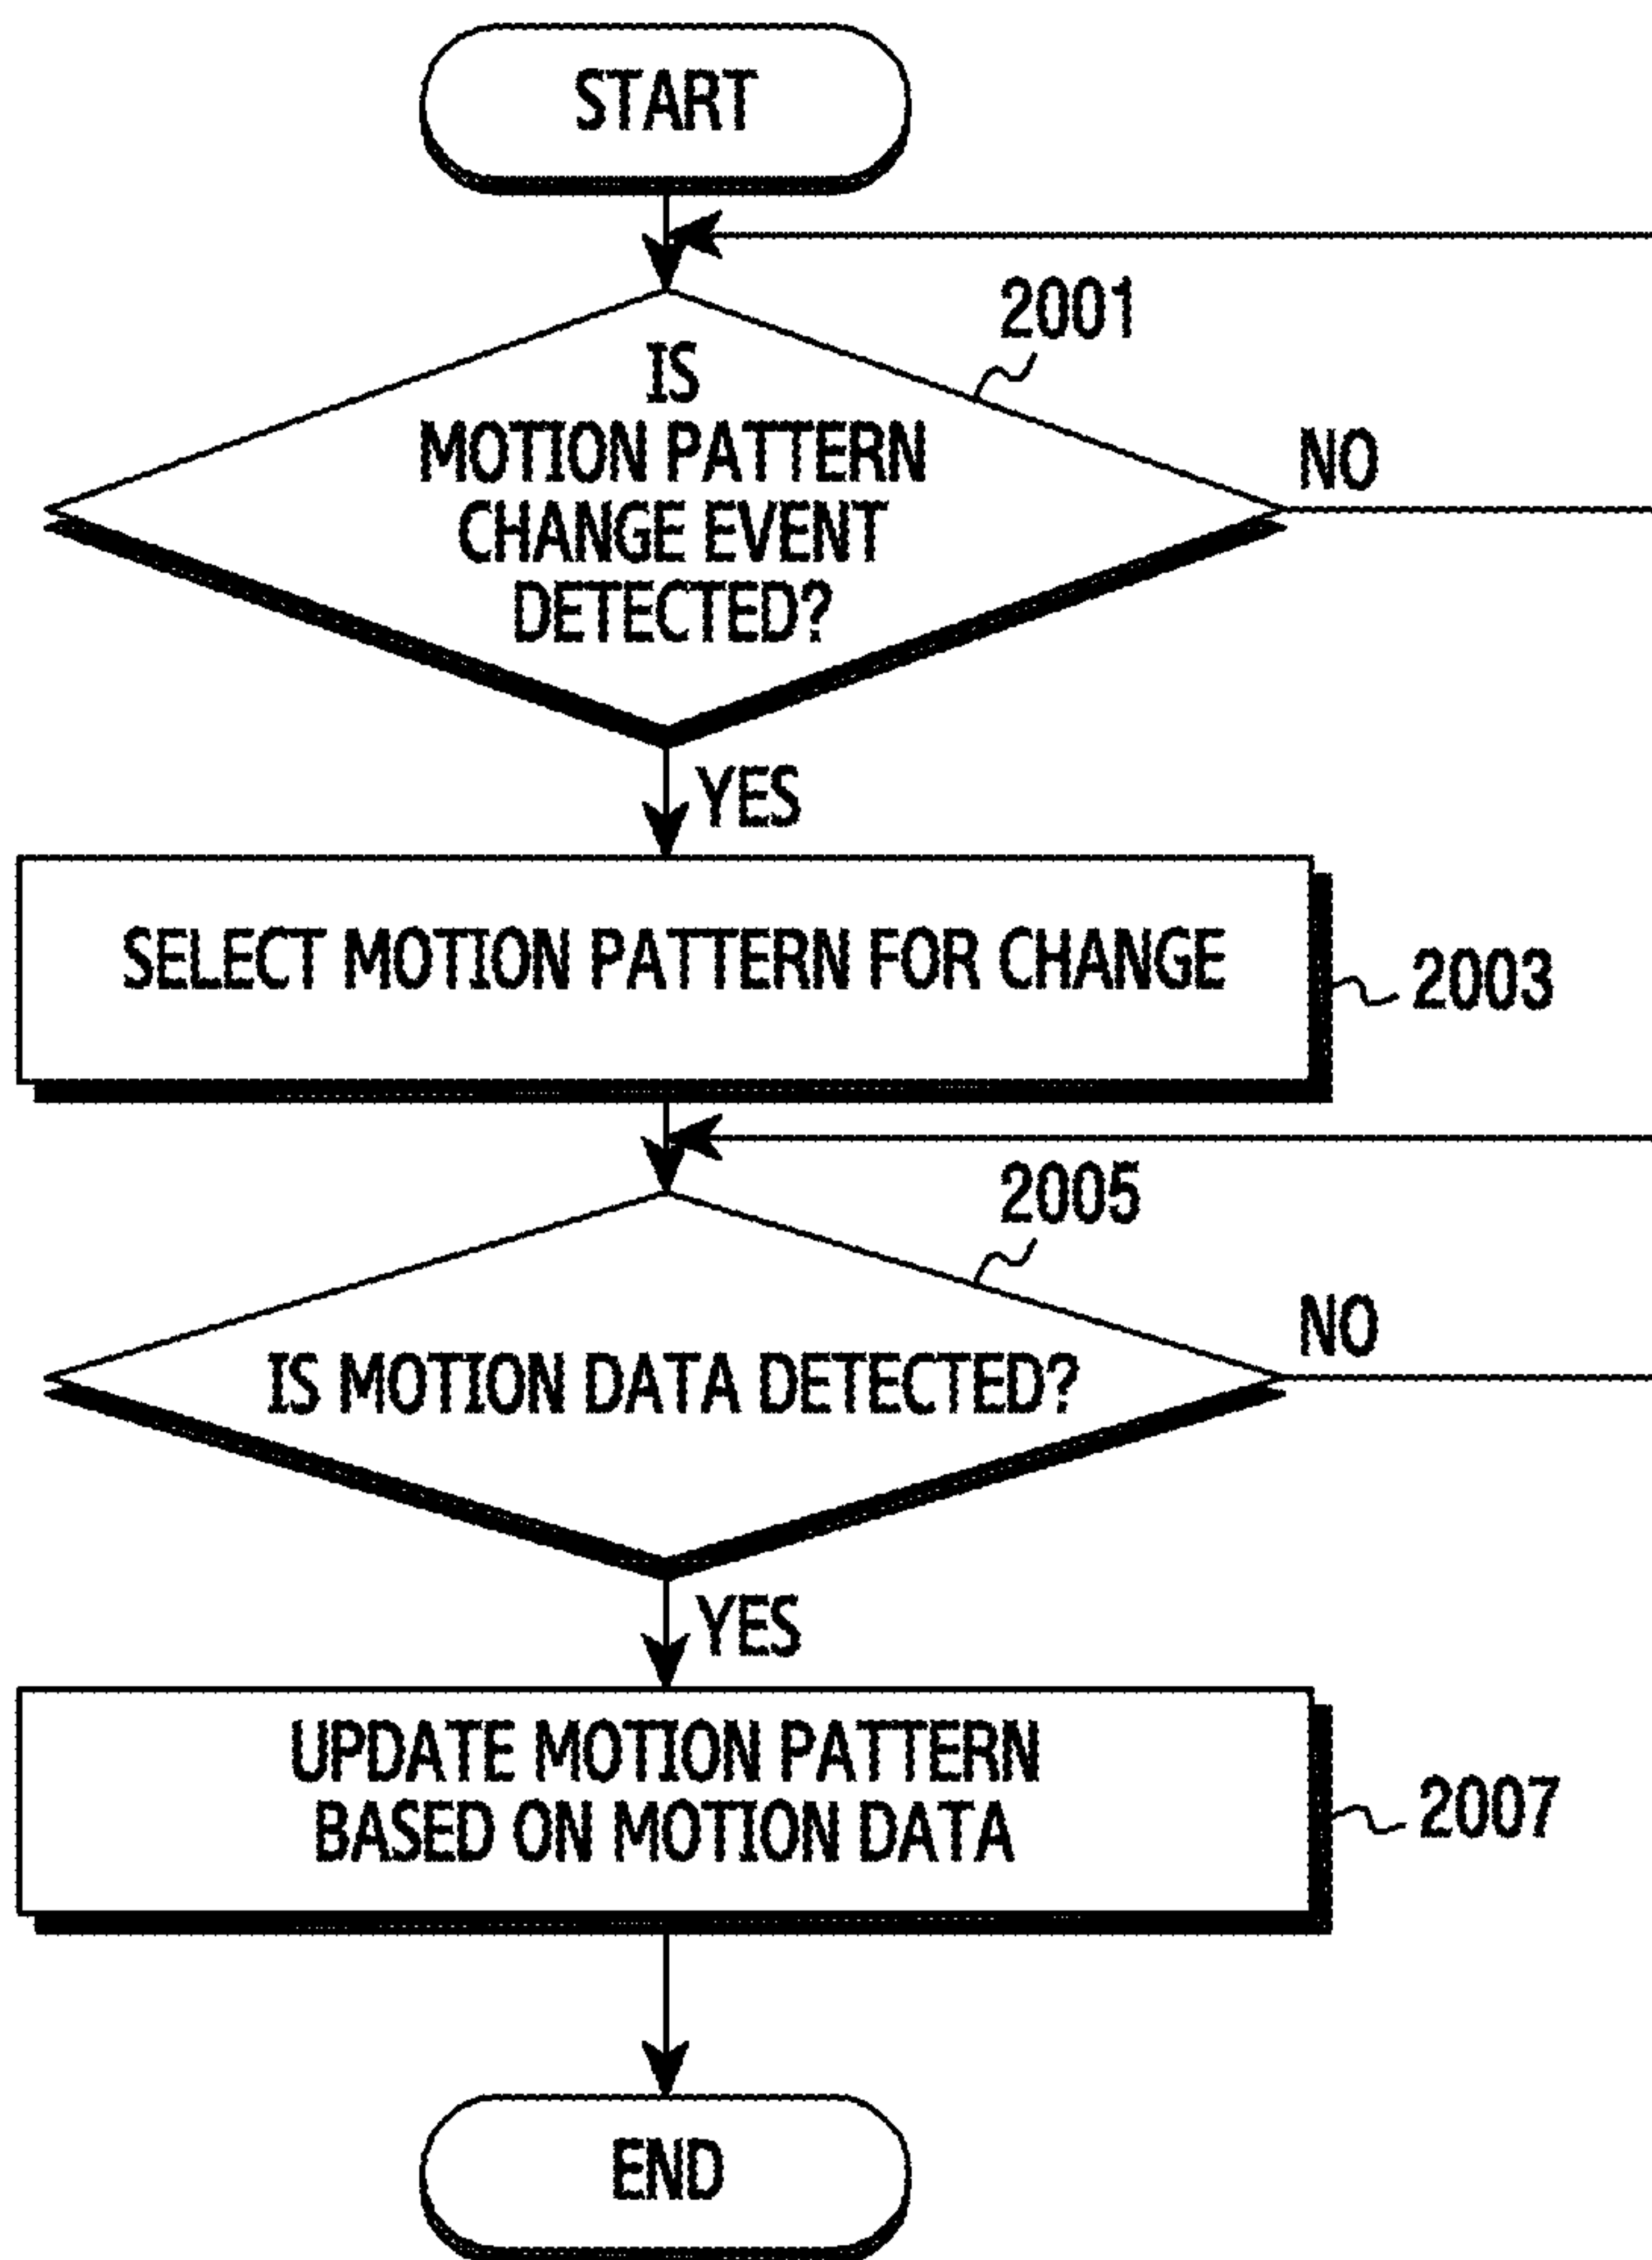 START
2001
IS
MOTION PATTERN
CHANGE EVENT
DETECTED?
NO
YES
SELECT MOTION PATTERN FOR CHANGE
2003
2005
IS MOTION DATA DETECTED?
NO
YES
UPDATE MOTION PATTERN
BASED ON MOTION DATA
2007
END